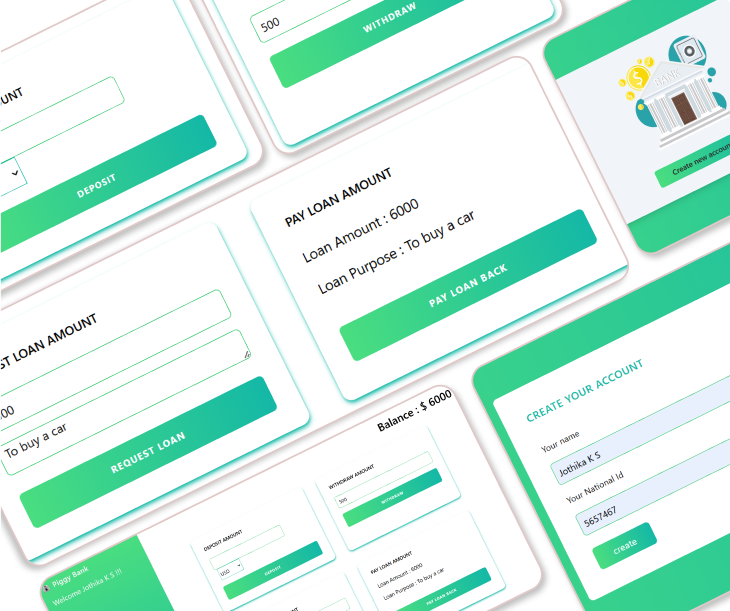 500
WITHDRAW
DEPOSIT
BANK
Create new account
PAY LOAN AMOUNT
Loan Amount : 6000
Loan Purpose : To buy a car
PAY LOAN BACK
LOAN AMOUNT
To buy a car
REQUEST LOAN
CREATE YOUR ACCOUNT
Your name
Jothika K S
Your National Id
5657467
create
Balance : $ 6000
Piggy Bank
Welcome Jothika K S !!!
DEPOSIT AMOUNT
USD
DEPOSIT
WITHDRAW AMOUNT
500
WITHDRAW
PAY LOAN AMOUNT
Loan Amount : 6000
Loan Purpose : To buy a car
PAY LOAN BACK